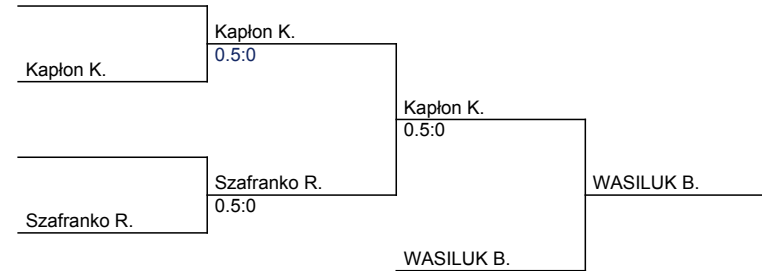 Kapłon K.
0.5:0
Kapłon K.
Kapłon K.
0.5:0
Szafranko R.
0.5:0
WASILUK B.
Szafranko R.
WASILUK B.